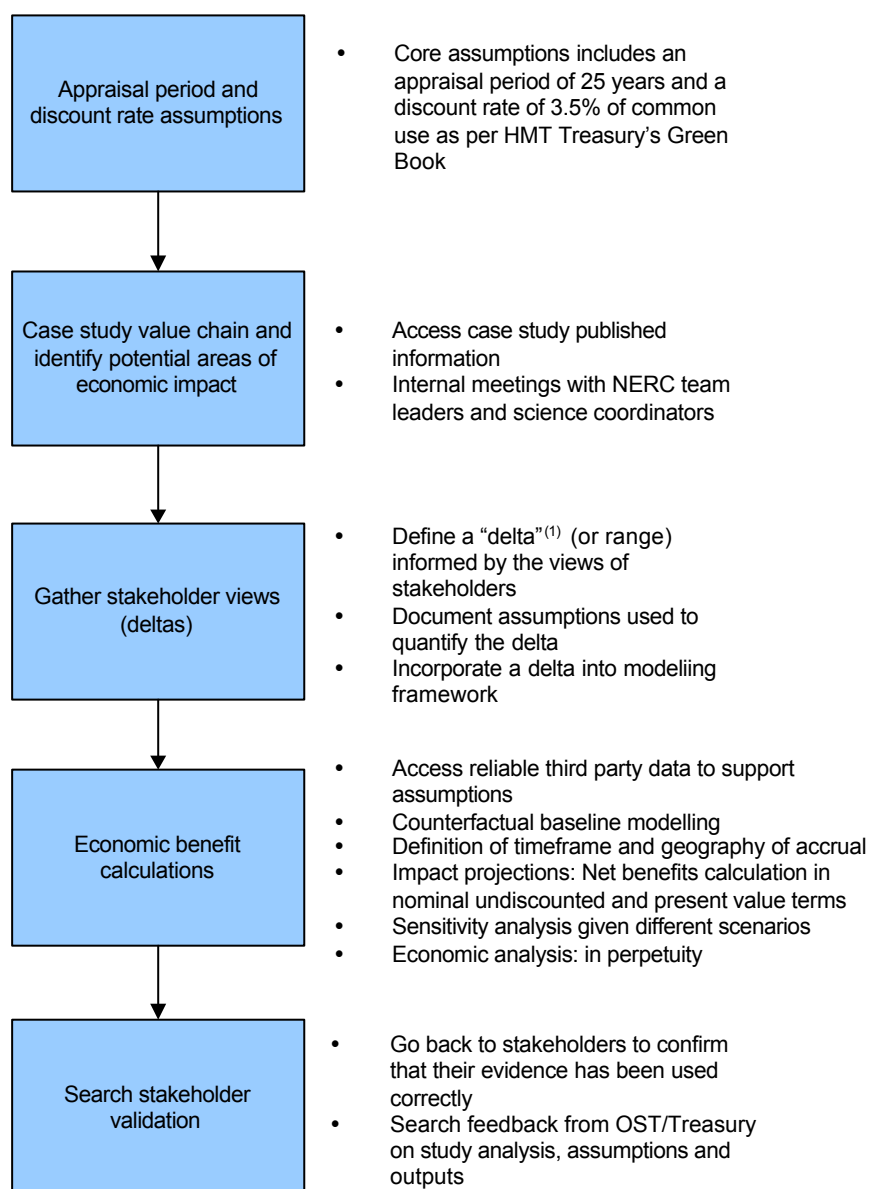 Appraisal period and
discount rate assumptions
• Core assumptions includes an
appraisal period of 25 years and a
discount rate of 3.5% of common
use as per HMT Treasury's Green
Book
Case study value chain and
identify potential areas of
economic impact
• Access case study published
information
• Internal meetings with NERC team
leaders and science coordinators
Gather stakeholder views
(deltas)
• Define a “delta”(1) (or range)
informed by the views of
stakeholders
• Document assumptions used to
quantify the delta
• Incorporate a delta into modeliing
framework
Economic benefit
calculations
• Access reliable third party data to support
assumptions
• Counterfactual baseline modelling
• Definition of timeframe and geography of accrual
• Impact projections: Net benefits calculation in
nominal undiscounted and present value terms
• Sensitivity analysis given different scenarios
• Economic analysis: in perpetuity
Search stakeholder
validation
• Go back to stakeholders to confirm
that their evidence has been used
correctly
• Search feedback from OST/Treasury
on study analysis, assumptions and
outputs